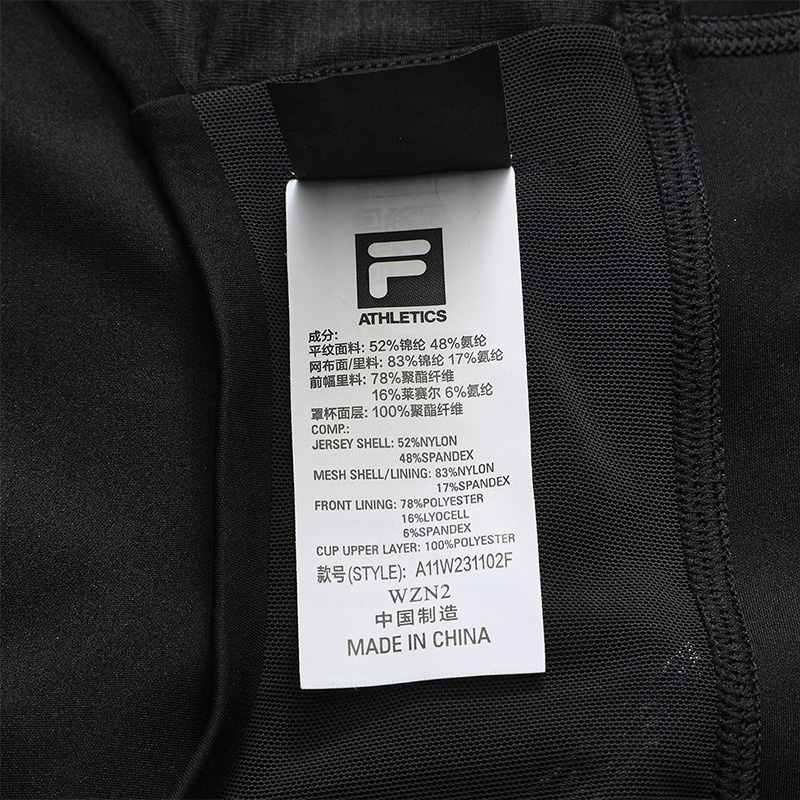 F
ATHLETICS
成分:
平纹面料: 52%锦纶 48%氨纶
网布面/里料: 83%锦纶 17%氨纶
前幅里料: 78%聚酯纤维
16%莱赛尔 6%氨纶
罩杯面层: 100%聚酯纤维
COMP.:
JERSEY SHELL: 52%NYLON
48%SPANDEX
MESH SHELL/LINING: 83%NYLON
17%SPANDEX
FRONT LINING: 78%POLYESTER
16%LYOCELL
6%SPANDEX
CUP UPPER LAYER: 100%POLYESTER
款号(STYLE): A11W231102F
WZN2
中国制造
MADE IN CHINA